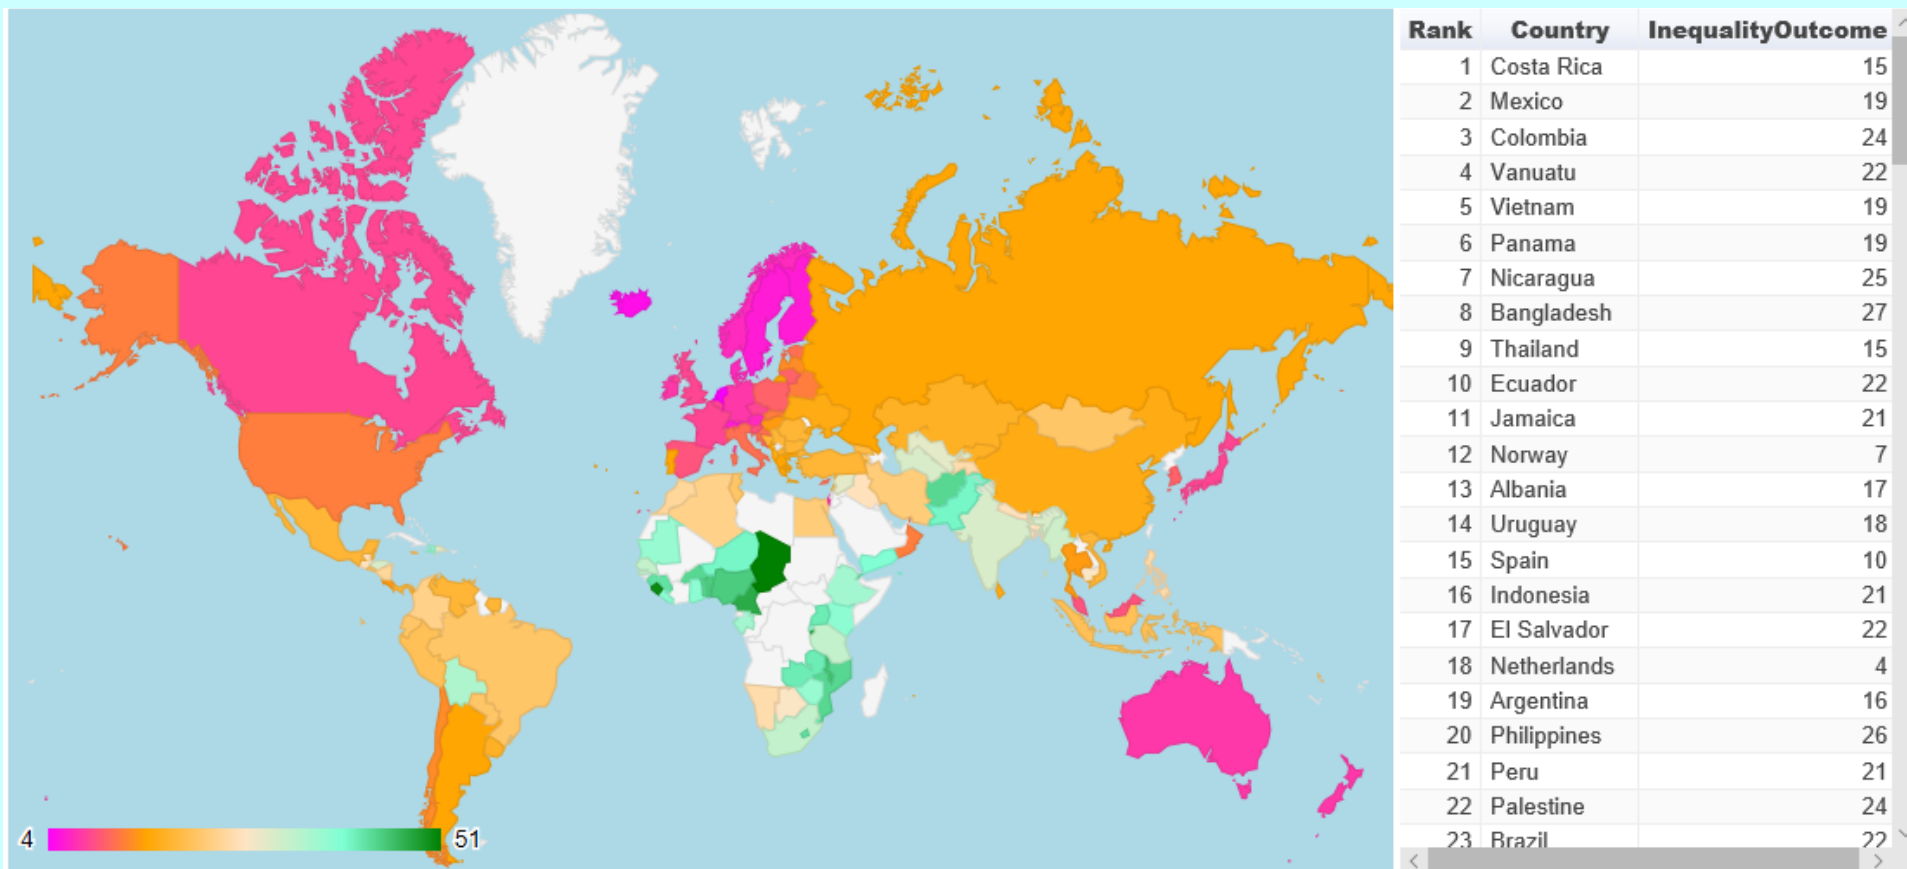 Rank Country InequalityOutcome
1 Costa Rica 15
2 Mexico 19
3 Colombia 24
4 Vanuatu 22
5 Vietnam 19
6 Panama 19
7 Nicaragua 25
8 Bangladesh 27
9 Thailand 15
10 Ecuador 22
11 Jamaica 21
12 Norway 7
13 Albania 17
14 Uruguay 18
15 Spain 10
16 Indonesia 21
17 El Salvador 22
18 Netherlands 4
19 Argentina 16
20 Philippines 26
21 Peru 21
22 Palestine 24
23 Brazil 22
4 51